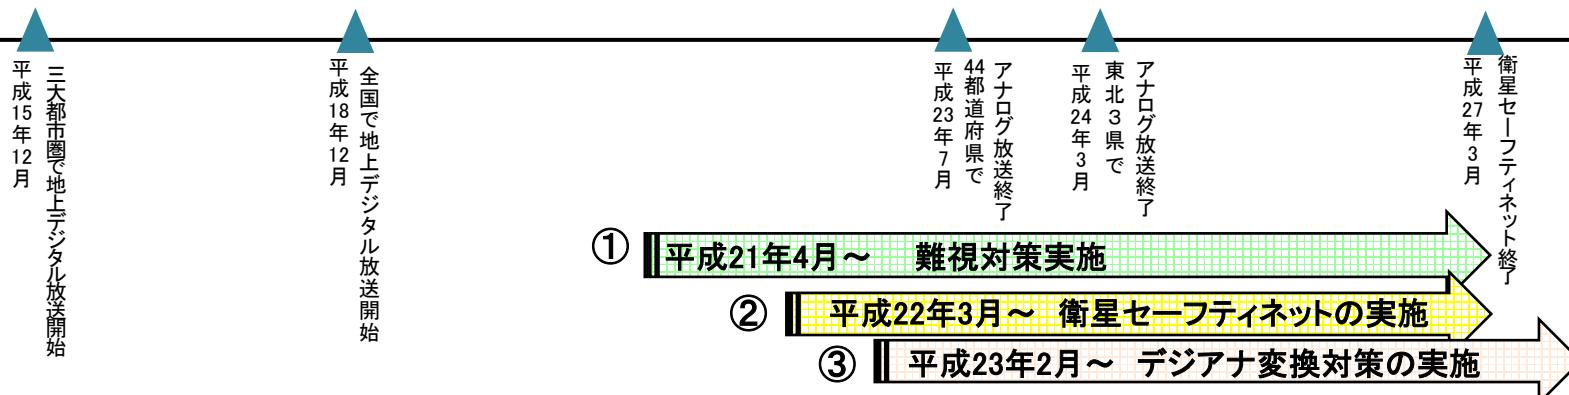 平成15年12月
三大都市圏で地上デジタル放送開始
平成18年12月
全国で地上デジタル放送開始
平成23年7月
44都道府県で
アナログ放送終了
平成24年3月
東北3県で
アナログ放送終了
平成27年3月
衛星セーフティネット終了
① 平成21年4月～　難視対策実施
② 平成22年3月～　衛星セーフティネットの実施
③ 平成23年2月～　デジアナ変換対策の実施